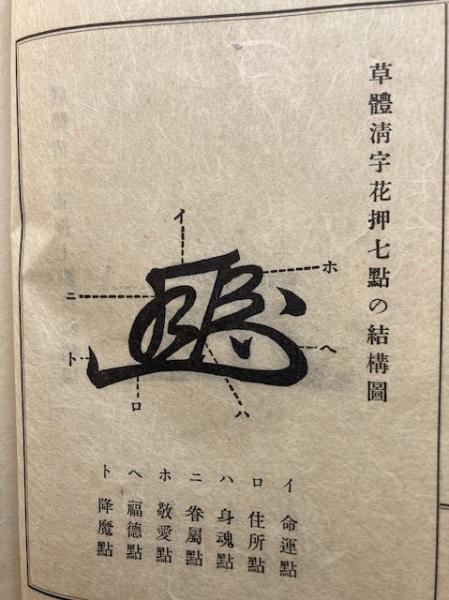 草體淸字花押七點の結構圖
イ
ホ
ニ
ト
ヘ
ロ
ハ
イ 命運點
ロ 住所點
ハ 身魂點
ニ 眷屬點
ホ 敬愛點
ヘ 福德點
ト 降魔點